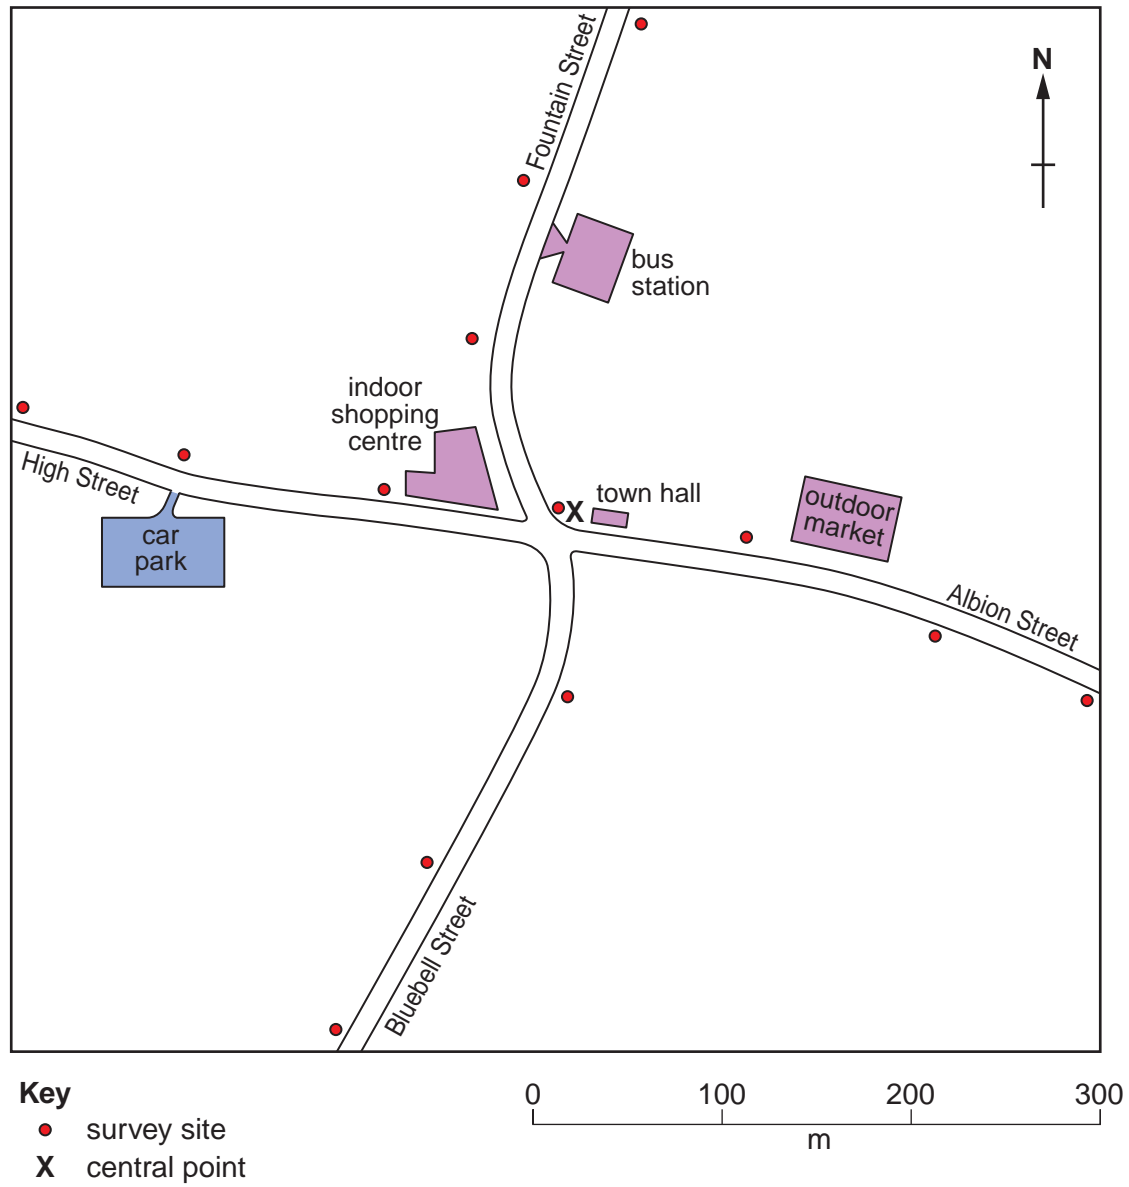 Fountain Street
N
bus
station
indoor
shopping
centre
High Street
car
park
X
town hall
outdoor
market
Albion Street
Bluebell Street
Key
survey site
X central point
0 100 200 300
m